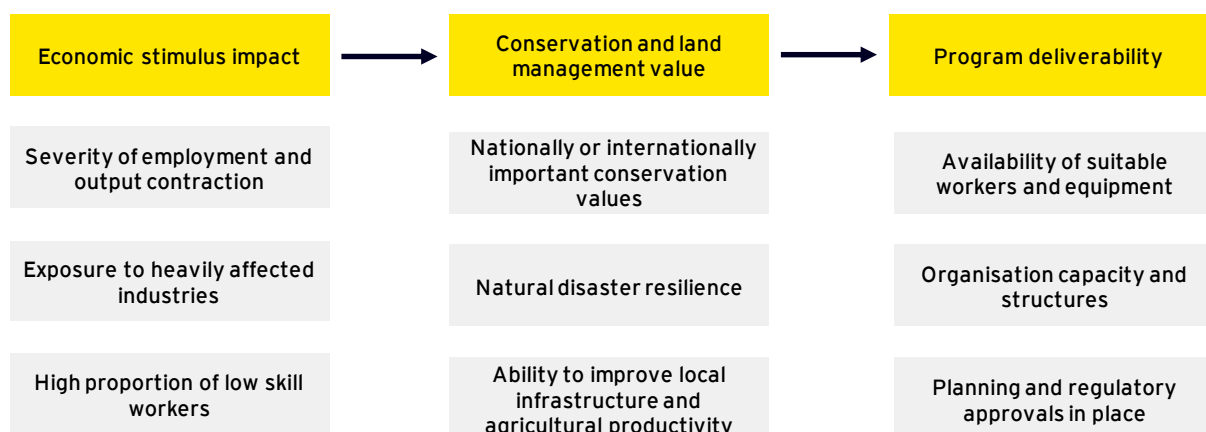 Economic stimulus impact
Conservation and land
management value
Program deliverability
Severity of employment and
output contraction
Nationally or internationally
important conservation
values
Availability of suitable
workers and equipment
Exposure to heavily affected
industries
Natural disaster resilience
Organisation capacity and
structures
High proportion of low skill
workers
Ability to improve local
infrastructure and
agricultural productivity
Planning and regulatory
approvals in place